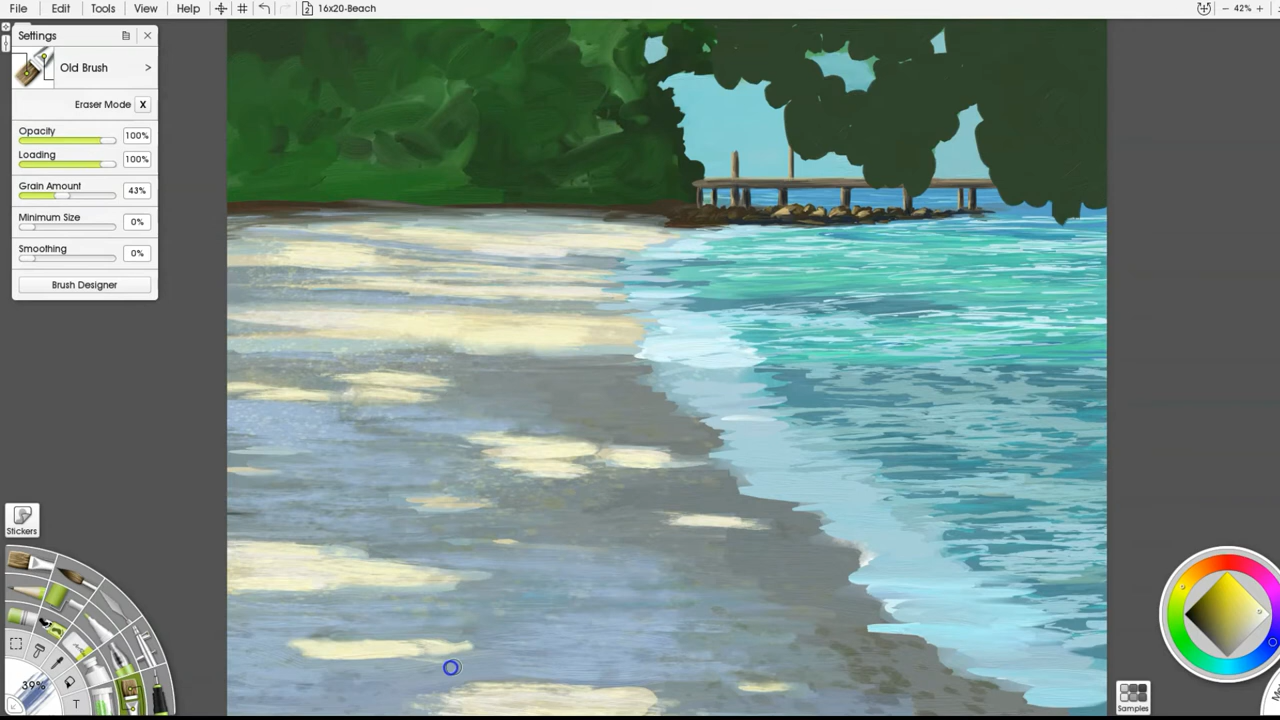 File Edit Tools View Help 16x20-Beach 42%
Settings
Old Brush >
Eraser Mode X
Opacity 100%
Loading 100%
Grain Amount 43%
Minimum Size 0%
Smoothing 0%
Brush Designer
Stickers
39%
T
Samples